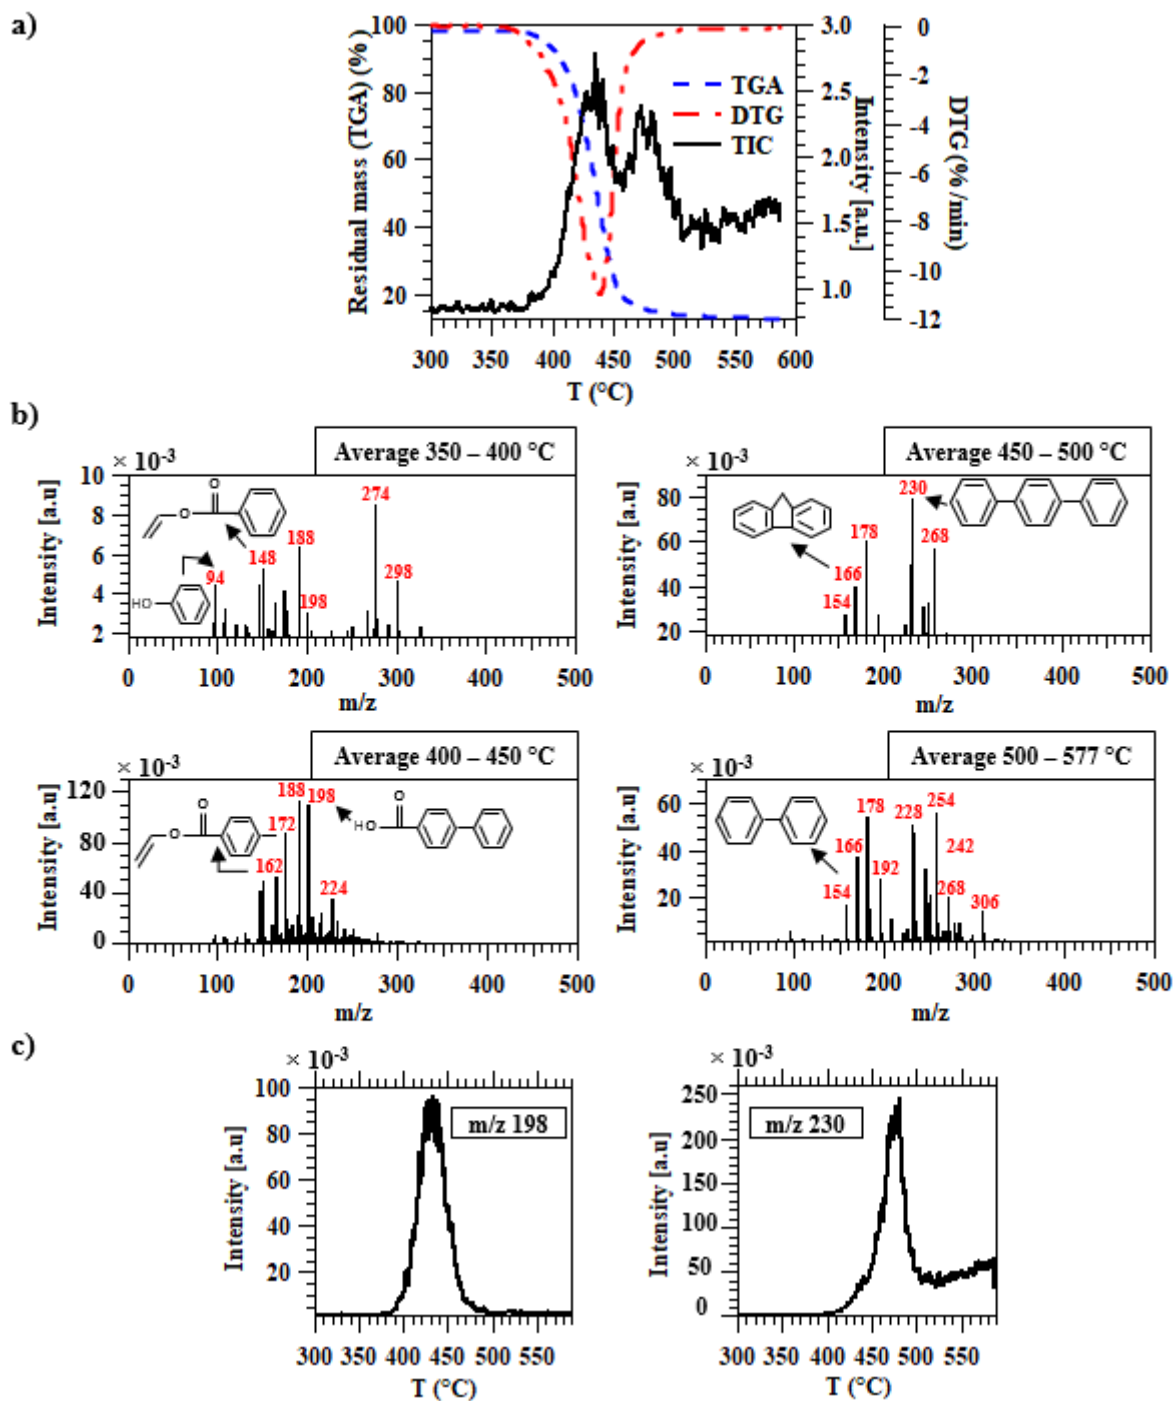 a)
Residual mass (TGA) (%)
100
80
60
40
20
300 350 400 450 500 550 600
T (°C)
TGA
DTG
TIC
3.0
2.5
2.0
1.5
1.0
Intensity [a.u.]
0
-2
-4
-6
-8
-10
-12
DTG (% /min)
b)
× 10-3
Average 350 – 400 °C
Intensity [a.u]
10
8
6
4
2
O
O
HO
94
148
188
198
274
298
0 100 200 300 400 500
m/z
× 10-3
Average 450 – 500 °C
Intensity [a.u]
80
60
40
20
154
166
178
230
268
0 100 200 300 400 500
m/z
× 10-3
Average 400 – 450 °C
Intensity [a.u]
120
80
40
0
O
O
O
HO
162
172
188
198
224
0 100 200 300 400 500
m/z
× 10-3
Average 500 – 577 °C
Intensity [a.u]
60
40
20
154
166
178
192
228
254
242
268
306
0 100 200 300 400 500
m/z
c)
× 10-3
Intensity [a.u]
100
80
60
40
20
m/z 198
300 350 400 450 500 550
T (°C)
× 10-3
Intensity [a.u]
250
200
150
100
50
0
m/z 230
300 350 400 450 500 550
T (°C)